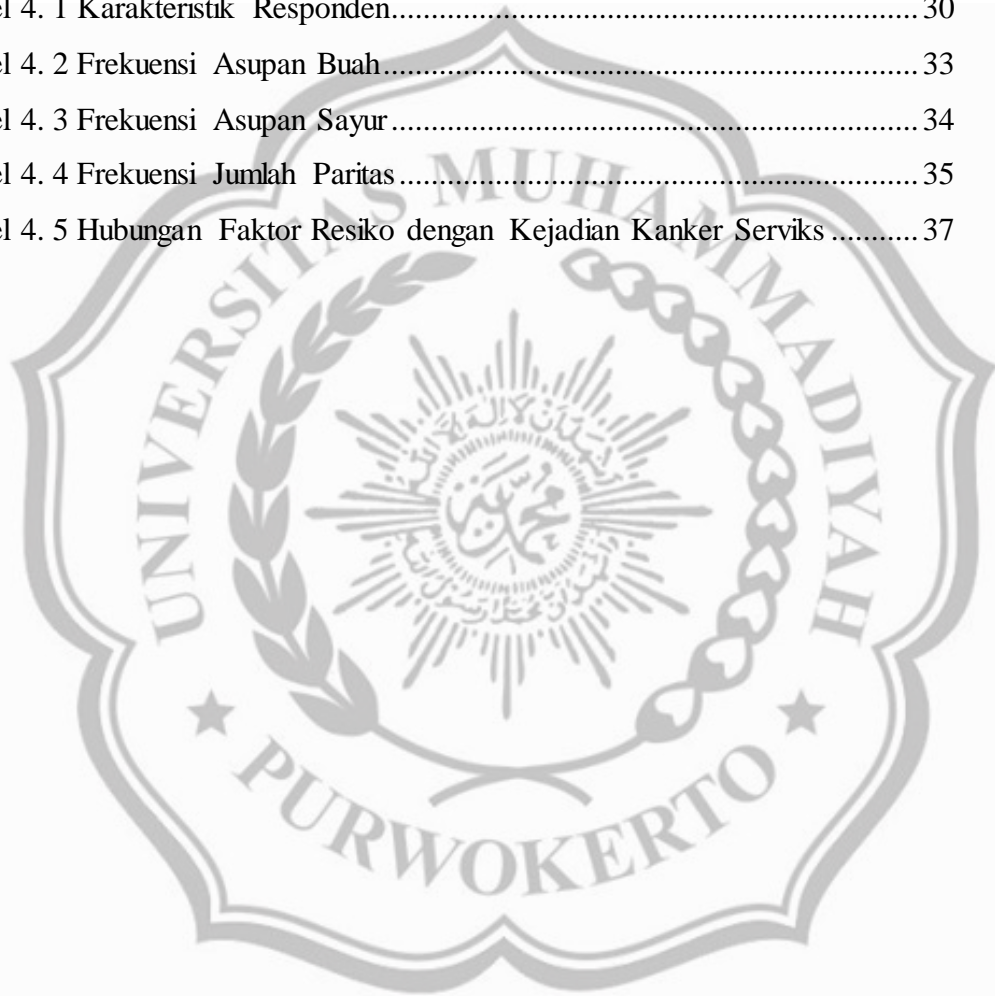 el 4. 1 Karakteristik Responden.......................................................................... 30
el 4. 2 Frekuensi Asupan Buah........................................................................... 33
el 4. 3 Frekuensi Asupan Sayur.......................................................................... 34
el 4. 4 Frekuensi Jumlah Paritas......................................................................... 35
el 4. 5 Hubungan Faktor Resiko dengan Kejadian Kanker Serviks ........... 37
UNIVERSITAS MUHAMMADIYAH
PURWOKERTO